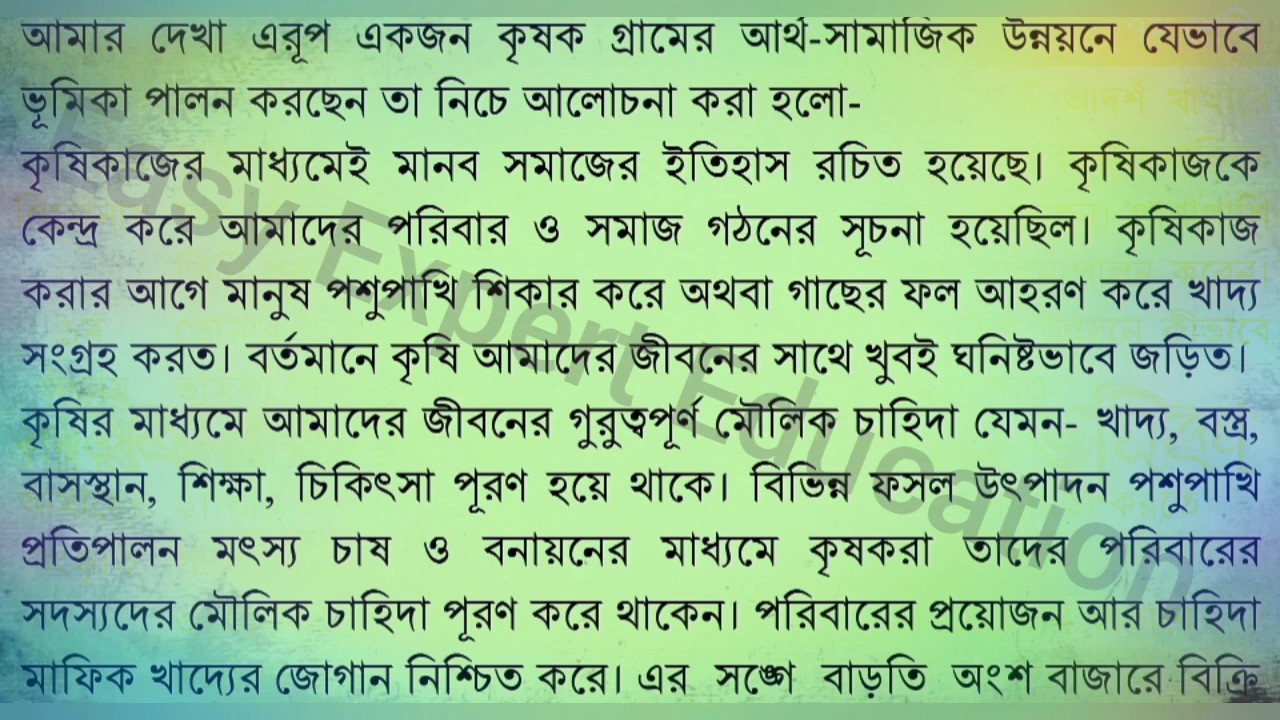 আমার দেখা এরূপ একজন কৃষক গ্রামের আর্থ-সামাজিক উন্নয়নে যেভাবে
ভূমিকা পালন করছেন তা নিচে আলোচনা করা হলো-
কৃষিকাজের মাধ্যমেই মানব সমাজের ইতিহাস রচিত হয়েছে। কৃষিকাজকে
কেন্দ্র করে আমাদের পরিবার ও সমাজ গঠনের সূচনা হয়েছিল। কৃষিকাজ
করার আগে মানুষ পশুপাখি শিকার করে অথবা গাছের ফল আহরণ করে খাদ্য
সংগ্রহ করত। বর্তমানে কৃষি আমাদের জীবনের সাথে খুবই ঘনিষ্টভাবে জড়িত।
কৃষির মাধ্যমে আমাদের জীবনের গুরুত্বপূর্ণ মৌলিক চাহিদা যেমন- খাদ্য, বস্ত্র,
বাসস্থান, শিক্ষা, চিকিৎসা পূরণ হয়ে থাকে। বিভিন্ন ফসল উৎপাদন পশুপাখি
প্রতিপালন মৎস্য চাষ ও বনায়নের মাধ্যমে কৃষকরা তাদের পরিবারের
সদস্যদের মৌলিক চাহিদা পূরণ করে থাকেন। পরিবারের প্রয়োজন আর চাহিদা
মাফিক খাদ্যের জোগান নিশ্চিত করে। এর সঙ্গে বাড়তি অংশ বাজারে বিক্রি
Easy Expert Education